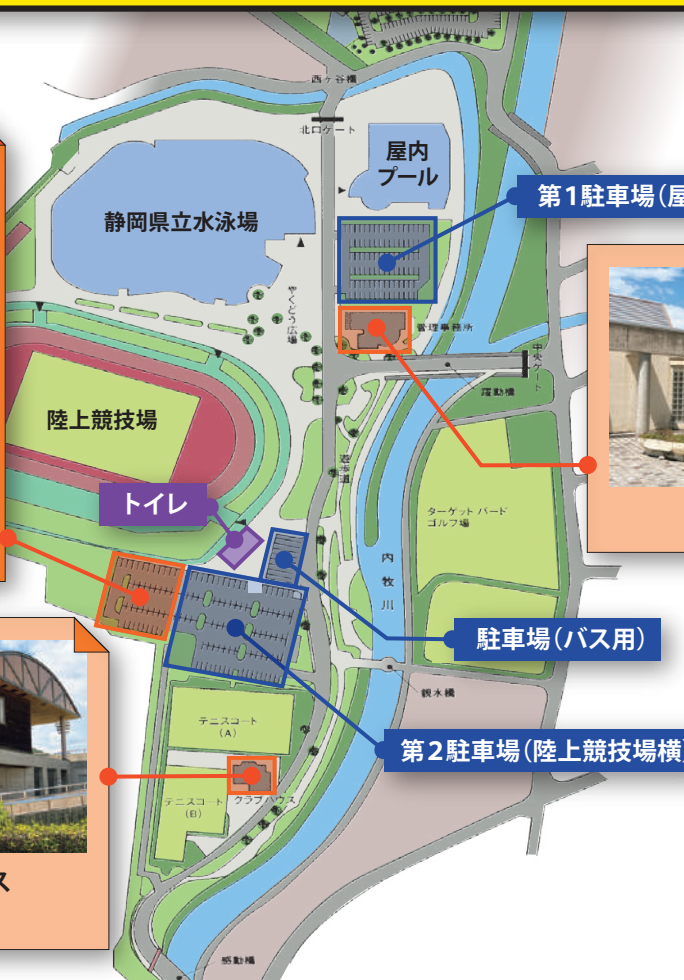 西ヶ谷橋
北口ゲート
屋内
プール
静岡県立水泳場
第1駐車場（屋
やくどう広場
管理事務所
中央ゲート
躍動橋
陸上競技場
遊歩道
トイレ
ターゲットバード
ゴルフ場
内牧川
駐車場（バス用）
親水橋
テニスコート
（A）
第2駐車場（陸上競技場横）
テニスコート
（B）
クラブハウス
ス
感動橋